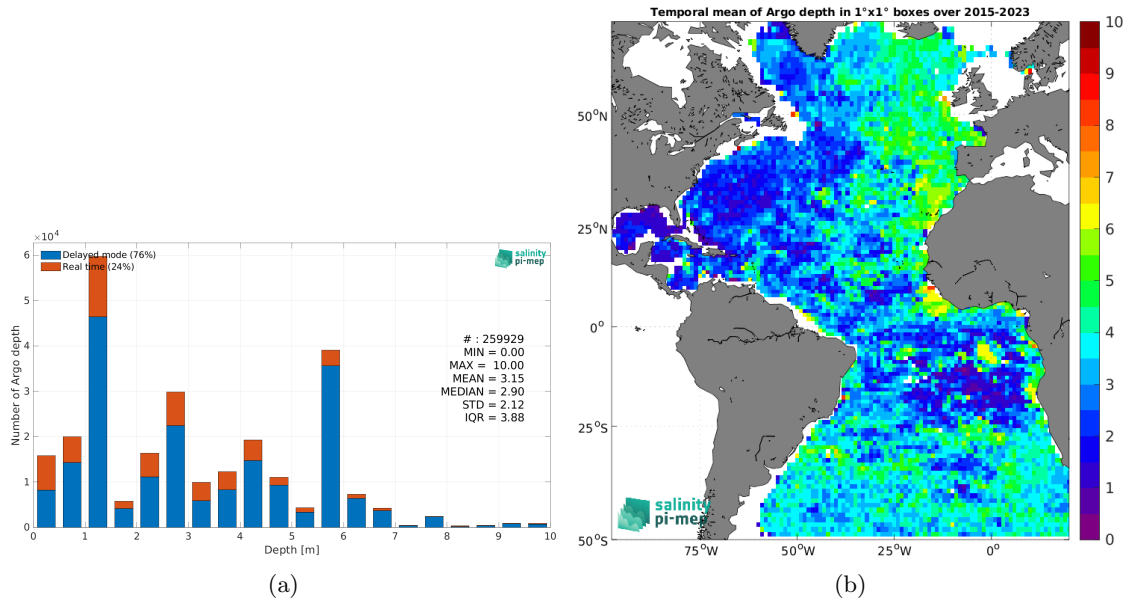 ×10⁴
6
5
4
3
2
1
0
Number of Argo depth
Delayed mode (76%)
Real time (24%)
salinity
pi-mep
# : 259929
MIN = 0.00
MAX = 10.00
MEAN = 3.15
MEDIAN = 2.90
STD = 2.12
IQR = 3.88
0 1 2 3 4 5 6 7 8 9 10
Depth [m]
(a)
Temporal mean of Argo depth in 1°x1° boxes over 2015-2023
50°N
25°N
0°
25°S
50°S
75°W 50°W 25°W 0°
salinity
pi-mep
10
9
8
7
6
5
4
3
2
1
0
(b)